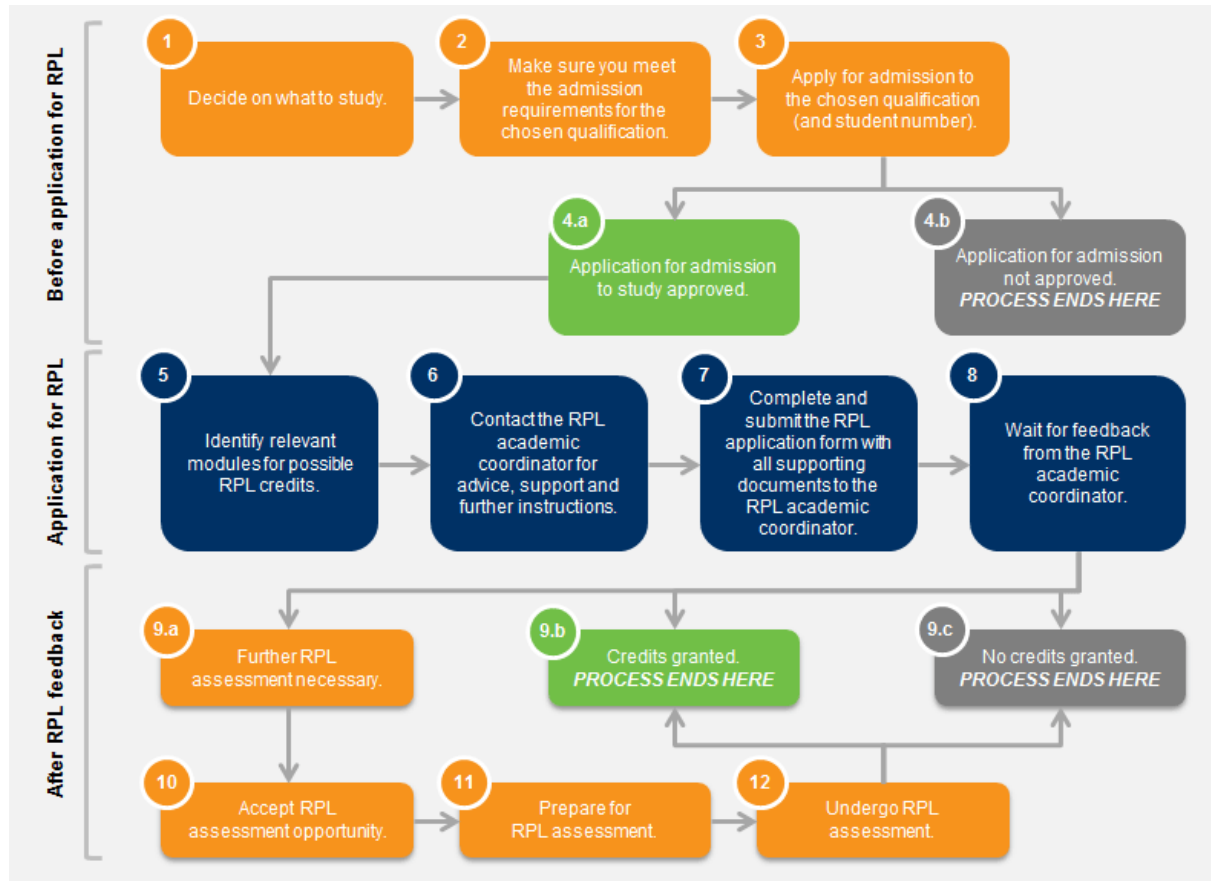 Before application for RPL
1
Decide on what to study.
2
Make sure you meet
the admission
requirements for the
chosen qualification.
3
Apply for admission to
the chosen qualification
(and student number).
4.a
Application for admission
to study approved.
4.b
Application for admission
not approved.
PROCESS ENDS HERE
Application for RPL
5
Identify relevant
modules for possible
RPL credits.
6
Contact the RPL
academic
coordinator for
advice, support and
further instructions.
7
Complete and
submit the RPL
application form with
all supporting
documents to the
RPL academic
coordinator.
8
Wait for feedback
from the RPL
academic
coordinator.
After RPL feedback
9.a
Further RPL
assessment necessary.
9.b
Credits granted.
PROCESS ENDS HERE
9.c
No credits granted.
PROCESS ENDS HERE
10
Accept RPL
assessment opportunity.
11
Prepare for
RPL assessment.
12
Undergo RPL
assessment.